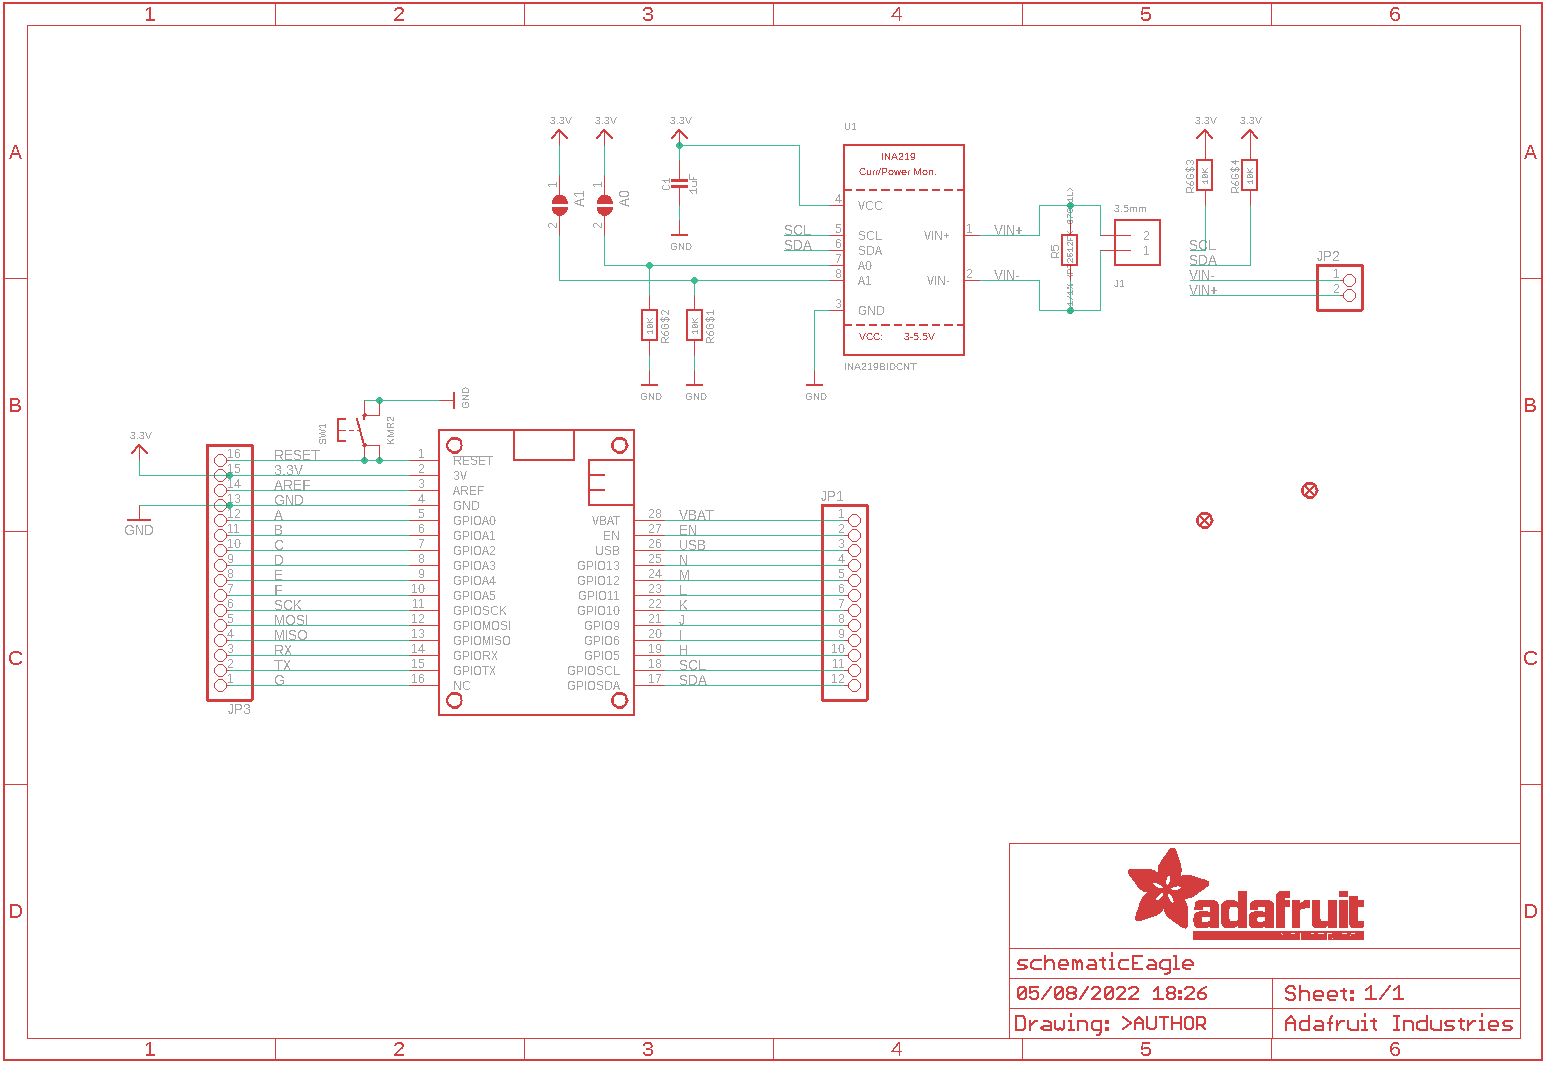 1 2 3 4 5 6
A
B
C
D
A
B
C
D
3.3V 3.3V 3.3V
1
2
A1
1
2
A0
C1
1uF
GND
U1
INA219
Curr/Power Mon.
4 VCC
SCL 5 SCL
SDA 6 SDA
7 A0
8 A1
3 GND
VIN+ 1 VIN+
VIN- 2 VIN-
VCC: 3-5.5V
INA219BIDCNT
10K
R6G$2
10K
R6G$1
GND GND GND
R5
3.5mm
2
1
J1
3.3V 3.3V
R6G$3
10K
R6G$4
10K
SCL
SDA
VIN-
VIN+
JP2
1
2
GND
SW1
KMR2
3.3V
GND
16 RESET 1 RESET
15 3.3V 2 3V
14 AREF 3 AREF
13 GND 4 GND
12 A 5 GPIOA0
11 B 6 GPIOA1
10 C 7 GPIOA2
9 D 8 GPIOA3
8 E 9 GPIOA4
7 F 10 GPIOA5
6 SCK 11 GPIOSCK
5 MOSI 12 GPIOMOSI
4 MISO 13 GPIOMISO
3 RX 14 GPIORX
2 TX 15 GPIOTX
1 G 16 NC
JP3
JP1
VBAT 28 VBAT 1
EN 27 EN 2
USB 26 USB 3
GPIO13 25 N 4
GPIO12 24 M 5
GPIO11 23 L 6
GPIO10 22 K 7
GPIO9 21 J 8
GPIO6 20 I 9
GPIO5 19 H 10
GPIOSCL 18 SCL 11
GPIOSDA 17 SDA 12
adafruit
schematicEagle
05/08/2022 18:26
Sheet: 1/1
Drawing: >AUTHOR
Adafruit Industries
1 2 3 4 5 6